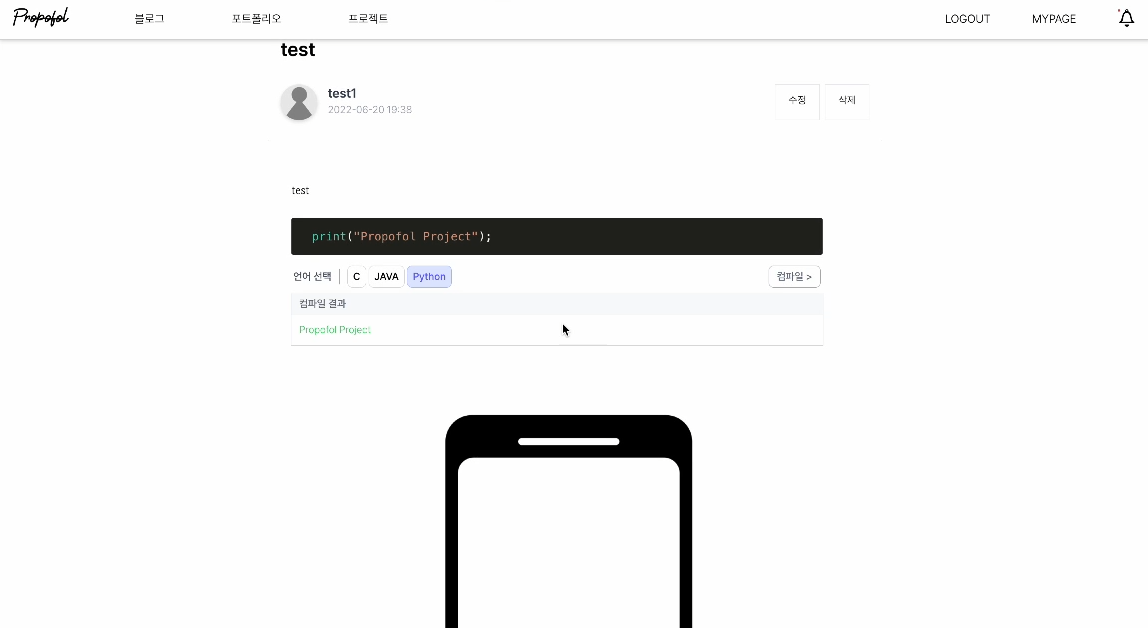 Propofol 블로그 포트폴리오 프로젝트 LOGOUT MYPAGE
test
test1
2022-06-20 19:38
수정 삭제
test
print("Propofol Project");
언어 선택 C JAVA Python 컴파일 >
컴파일 결과
Propofol Project